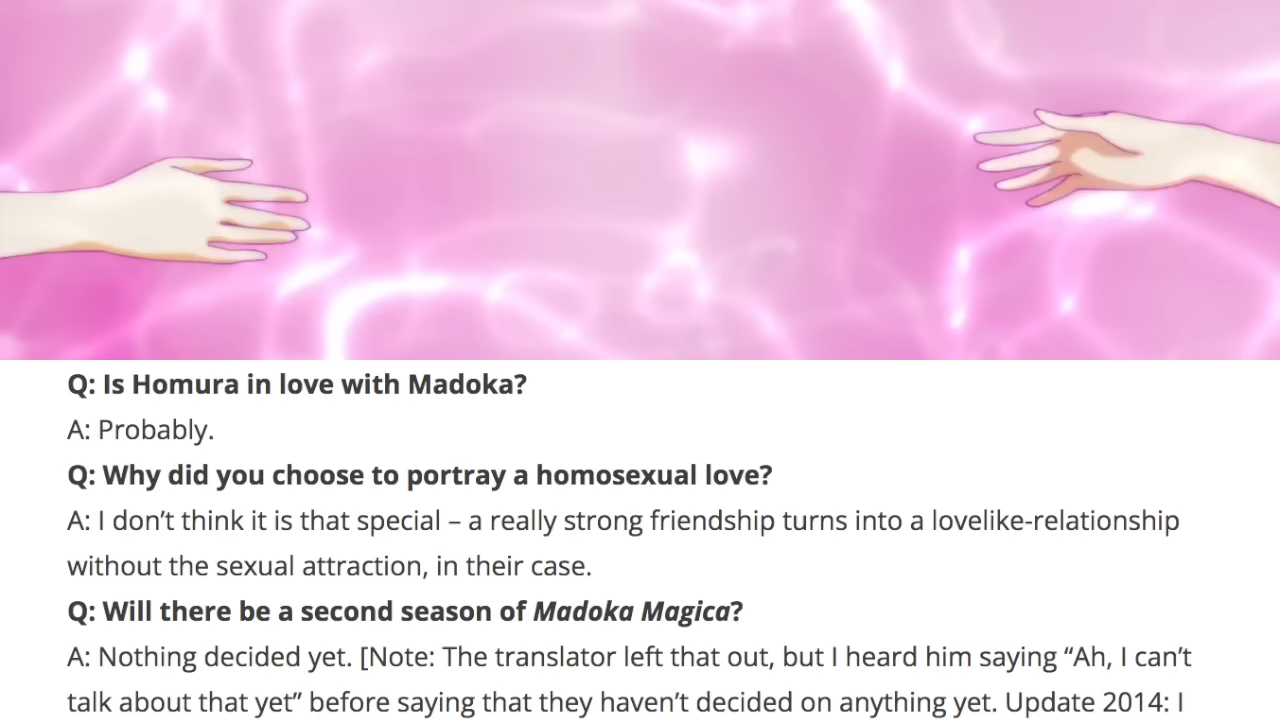 Q: Is Homura in love with Madoka?
A: Probably.
Q: Why did you choose to portray a homosexual love?
A: I don’t think it is that special – a really strong friendship turns into a lovelike-relationship
without the sexual attraction, in their case.
Q: Will there be a second season of Madoka Magica?
A: Nothing decided yet. [Note: The translator left that out, but I heard him saying “Ah, I can’t
talk about that yet” before saying that they haven’t decided on anything yet. Update 2014: I